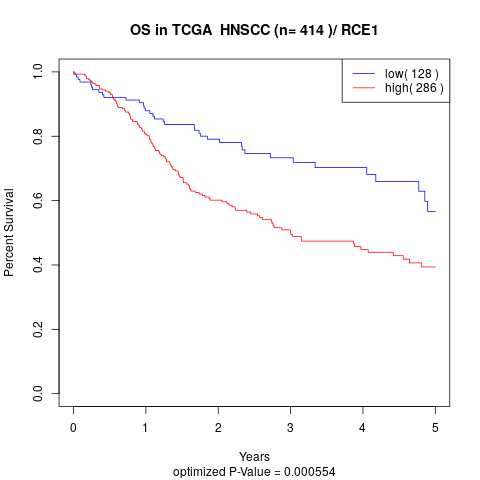 OS in TCGA  HNSCC (n= 414 )/ RCE1
low( 128 )
high( 286 )
Percent Survival
1.0
0.8
0.6
0.4
0.2
0.0
0 1 2 3 4 5
Years
optimized P-Value = 0.000554